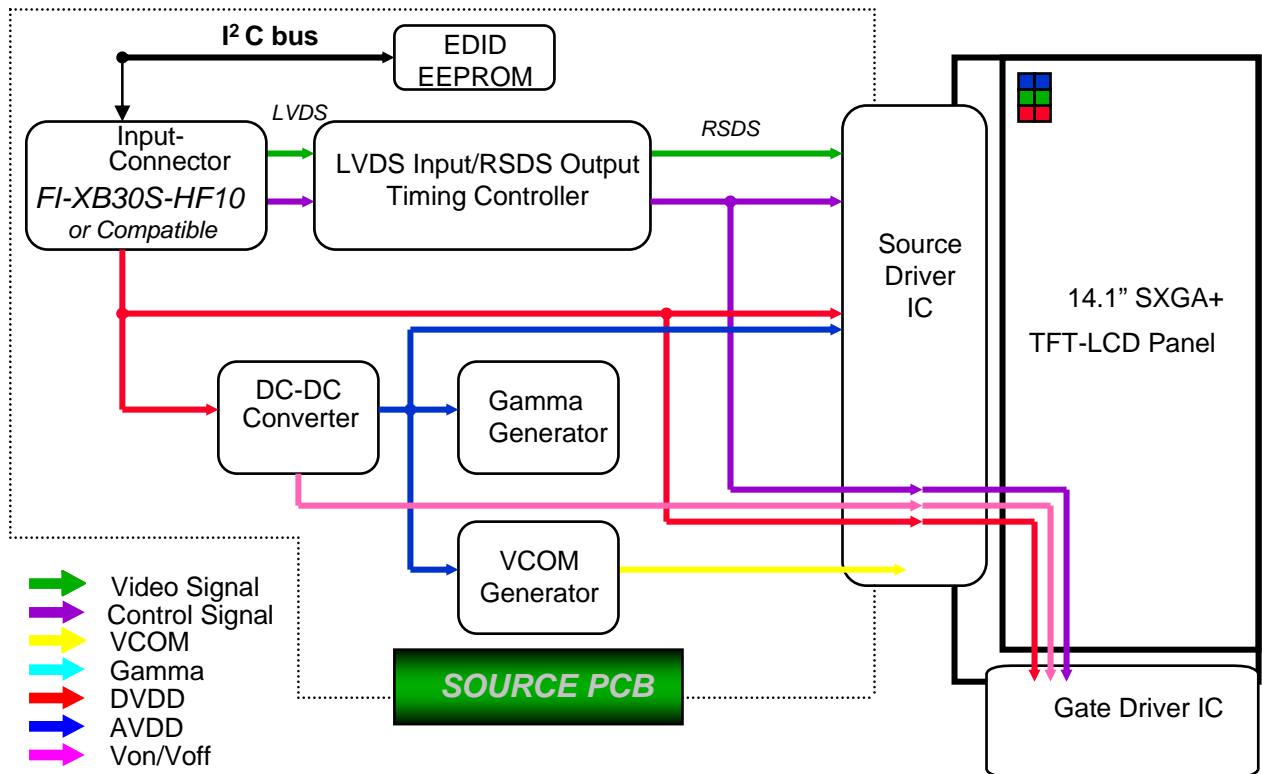 I² C bus
EDID
EEPROM
LVDS
RSDS
Input-
Connector
FI-XB30S-HF10
or Compatible
LVDS Input/RSDS Output
Timing Controller
Source
Driver
IC
14.1” SXGA+
TFT-LCD Panel
DC-DC
Converter
Gamma
Generator
VCOM
Generator
Video Signal
Control Signal
VCOM
Gamma
DVDD
AVDD
Von/Voff
SOURCE PCB
Gate Driver IC